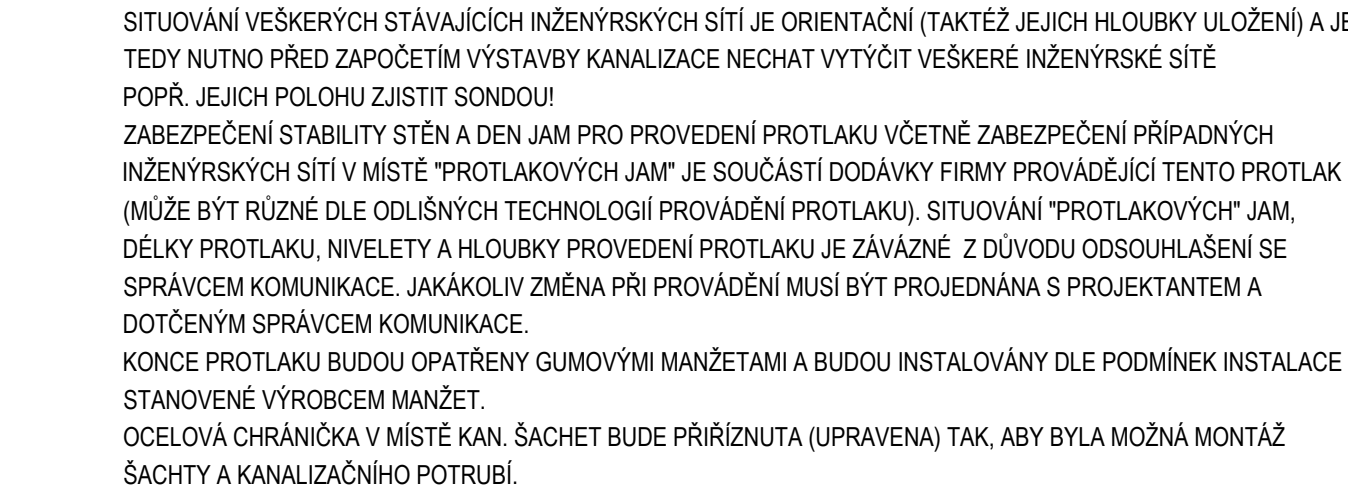 SITUOVÁNÍ VEŠKERÝCH STÁVAJÍCÍCH INŽENÝRSKÝCH SÍTÍ JE ORIENTAČNÍ (TAKTÉŽ JEJICH HLOUBKY ULOŽENÍ) A JE
TEDY NUTNO PŘED ZAPOČETÍM VÝSTAVBY KANALIZACE NECHAT VYTÝČIT VEŠKERÉ INŽENÝRSKÉ SÍTĚ
POPŘ. JEJICH POLOHU ZJISTIT SONDOU!
ZABEZPEČENÍ STABILITY STĚN A DEN JAM PRO PROVEDENÍ PROTLAKU VČETNĚ ZABEZPEČENÍ PŘÍPADNÝCH
INŽENÝRSKÝCH SÍTÍ V MÍSTĚ "PROTLAKOVÝCH JAM" JE SOUČÁSTÍ DODÁVKY FIRMY PROVÁDĚJÍCÍ TENTO PROTLAK
(MŮŽE BÝT RŮZNÉ DLE ODLIŠNÝCH TECHNOLOGIÍ PROVÁDĚNÍ PROTLAKU). SITUOVÁNÍ "PROTLAKOVÝCH" JAM,
DÉLKY PROTLAKU, NIVELETY A HLOUBKY PROVEDENÍ PROTLAKU JE ZÁVÁZNÉ Z DŮVODU ODSOUHLAŠENÍ SE
SPRÁVCEM KOMUNIKACE. JAKÁKOLIV ZMĚNA PŘI PROVÁDĚNÍ MUSÍ BÝT PROJEDNÁNA S PROJEKTANTEM A
DOTČENÝM SPRÁVCEM KOMUNIKACE.
KONCE PROTLAKU BUDOU OPATŘENY GUMOVÝMI MANŽETAMI A BUDOU INSTALOVÁNY DLE PODMÍNEK INSTALACE
STANOVENÉ VÝROBCEM MANŽET.
OCELOVÁ CHRÁNIČKA V MÍSTĚ KAN. ŠACHET BUDE PŘIŘÍZNUTA (UPRAVENA) TAK, ABY BYLA MOŽNÁ MONTÁŽ
ŠACHTY A KANALIZAČNÍHO POTRUBÍ.